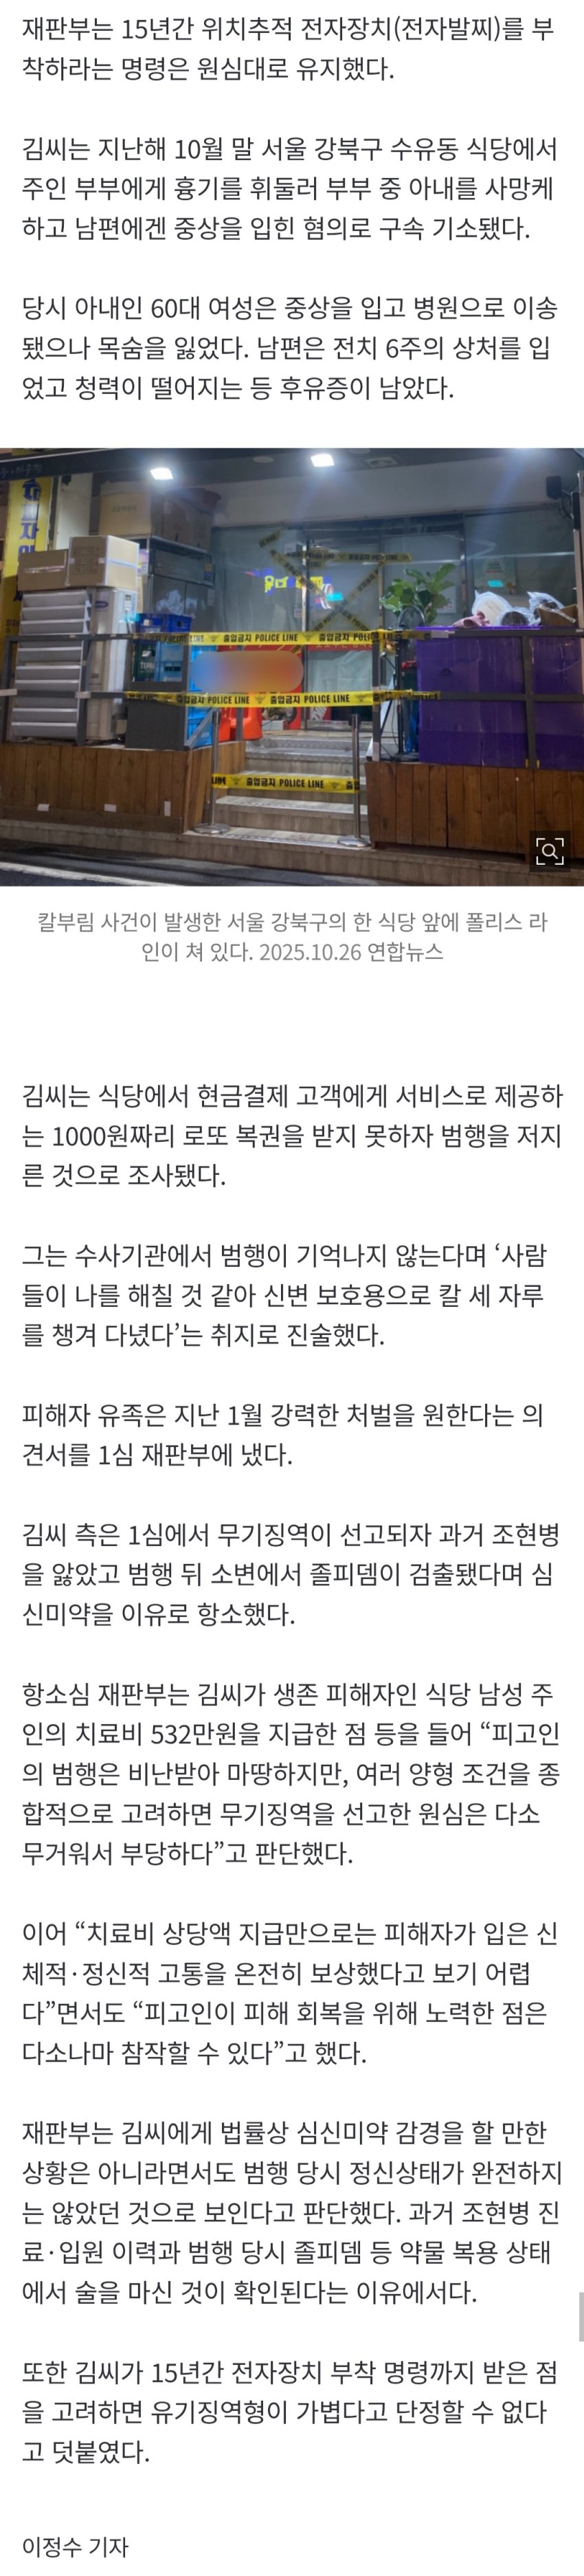 재판부는 15년간 위치추적 전자장치(전자발찌)를 부
착하라는 명령은 원심대로 유지했다.
김씨는 지난해 10월 말 서울 강북구 수유동 식당에서
주인 부부에게 흉기를 휘둘러 부부 중 아내를 사망케
하고 남편에겐 중상을 입힌 혐의로 구속 기소됐다.
당시 아내인 60대 여성은 중상을 입고 병원으로 이송
됐으나 목숨을 잃었다. 남편은 전치 6주의 상처를 입
었고 청력이 떨어지는 등 후유증이 남았다.
출입금지 POLICE LINE 출입금지 POLICE LINE
출입금지 POLICE LINE 출입금지 POLICE LINE
LINE 출입금지 POLICE LINE 출입
칼부림 사건이 발생한 서울 강북구의 한 식당 앞에 폴리스 라
인이 쳐 있다. 2025.10.26 연합뉴스
김씨는 식당에서 현금결제 고객에게 서비스로 제공하
는 1000원짜리 로또 복권을 받지 못하자 범행을 저지
른 것으로 조사됐다.
그는 수사기관에서 범행이 기억나지 않는다며 ‘사람
들이 나를 해칠 것 같아 신변 보호용으로 칼 세 자루
를 챙겨 다녔다’는 취지로 진술했다.
피해자 유족은 지난 1월 강력한 처벌을 원한다는 의
견서를 1심 재판부에 냈다.
김씨 측은 1심에서 무기징역이 선고되자 과거 조현병
을 앓았고 범행 뒤 소변에서 졸피뎀이 검출됐다며 심
신미약을 이유로 항소했다.
항소심 재판부는 김씨가 생존 피해자인 식당 남성 주
인의 치료비 532만원을 지급한 점 등을 들어 “피고인
의 범행은 비난받아 마땅하지만, 여러 양형 조건을 종
합적으로 고려하면 무기징역을 선고한 원심은 다소
무거워서 부당하다”고 판단했다.
이어 “치료비 상당액 지급만으로는 피해자가 입은 신
체적·정신적 고통을 온전히 보상했다고 보기 어렵
다”면서도 “피고인이 피해 회복을 위해 노력한 점은
다소나마 참작할 수 있다”고 했다.
재판부는 김씨에게 법률상 심신미약 감경을 할 만한
상황은 아니라면서도 범행 당시 정신상태가 완전하지
는 않았던 것으로 보인다고 판단했다. 과거 조현병 진
료·입원 이력과 범행 당시 졸피뎀 등 약물 복용 상태
에서 술을 마신 것이 확인된다는 이유에서다.
또한 김씨가 15년간 전자장치 부착 명령까지 받은 점
을 고려하면 유기징역형이 가볍다고 단정할 수 없다
고 덧붙였다.
이정수 기자